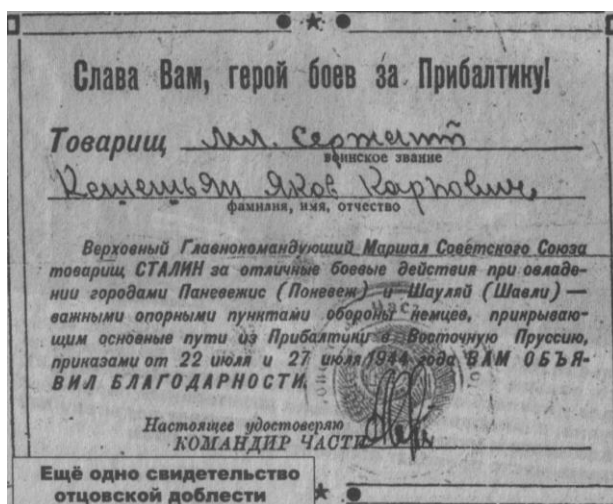 Слава Вам, герой боев за Прибалтику!
Товарищ мл. сержант
воинское звание
Кешешьян Яков Карпович
фамилия, имя, отчество
Верховный Главнокомандующий Маршал Советского Союза
товарищ СТАЛИН за отличные боевые действия при овладе-
нии городами Паневежис (Поневеж) и Шауляй (Шавли) —
важными опорными пунктами обороны немцев, прикрываю-
щим основные пути из Прибалтики в Восточную Пруссию,
приказами от 22 июля и 27 июля 1944 года ВАМ ОБЪЯ-
ВИЛ БЛАГОДАРНОСТИ.
Настоящее удостоверяю
КОМАНДИР ЧАСТИ
Ещё одно свидетельство
отцовской доблести